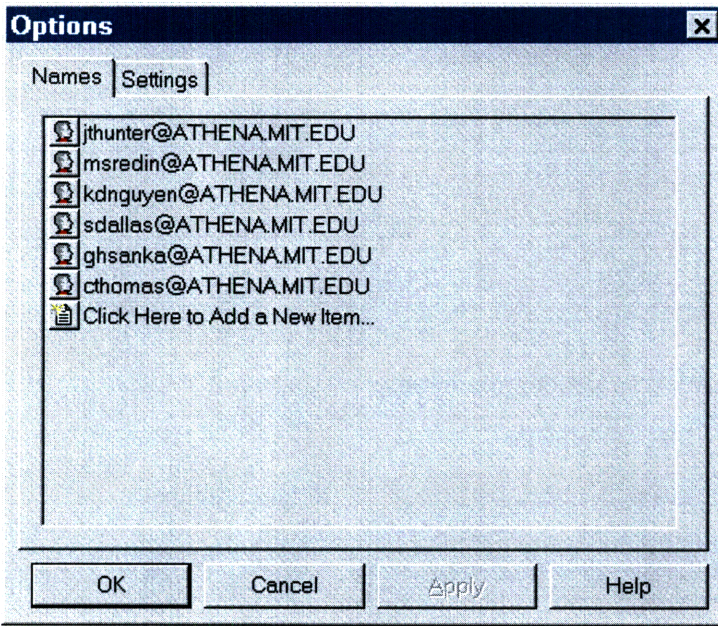 Options
Names Settings
jthunter@ATHENA.MIT.EDU
msredin@ATHENA.MIT.EDU
kdnguyen@ATHENA.MIT.EDU
sdallas@ATHENA.MIT.EDU
ghsanka@ATHENA.MIT.EDU
cthomas@ATHENA.MIT.EDU
Click Here to Add a New Item...
OK Cancel Apply Help